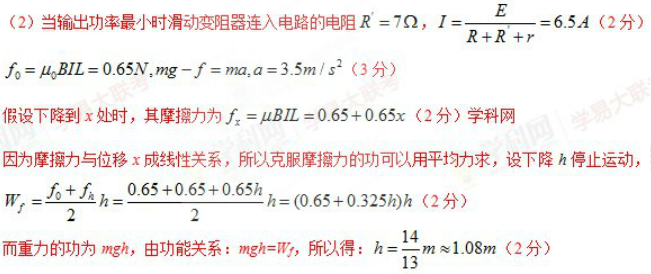 （2）当输出功率最小时滑动变阻器连入电路的电阻 R' = 7Ω，I = E/(R+R'+r) = 6.5A（2 分）
f₀ = μ₀BIL = 0.65N, mg − f = ma, a = 3.5m / s²（3 分）
假设下降到 x 处时，其摩擦力为 fₓ = μBIL = 0.65 + 0.65x（2 分）学科网
因为摩擦力与位移 x 成线性关系，所以克服摩擦力的功可以用平均力求，设下降 h 停止运动，
W_f = (f₀ + f_h)/2 h = (0.65 + 0.65 + 0.65h)/2 h = (0.65 + 0.325h)h（2 分）
而重力的功为 mgh，由功能关系：mgh=W_f，所以得：h = 14/13 m ≈ 1.08m（2 分）